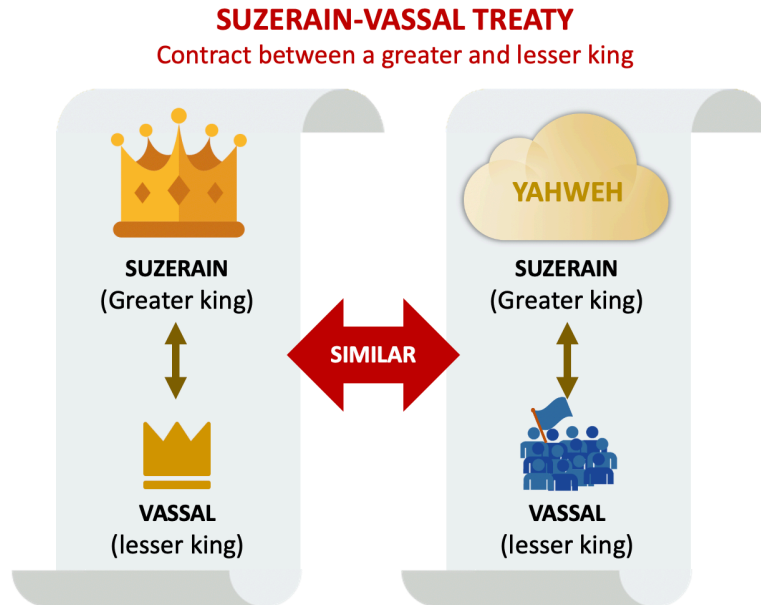 SUZERAIN-VASSAL TREATY
Contract between a greater and lesser king
SUZERAIN
(Greater king)
VASSAL
(lesser king)
SIMILAR
YAHWEH
SUZERAIN
(Greater king)
VASSAL
(lesser king)